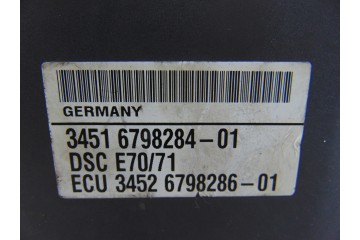 GERMANY
3451 6798284-01
DSC E70/71
ECU 3452 6798286-01